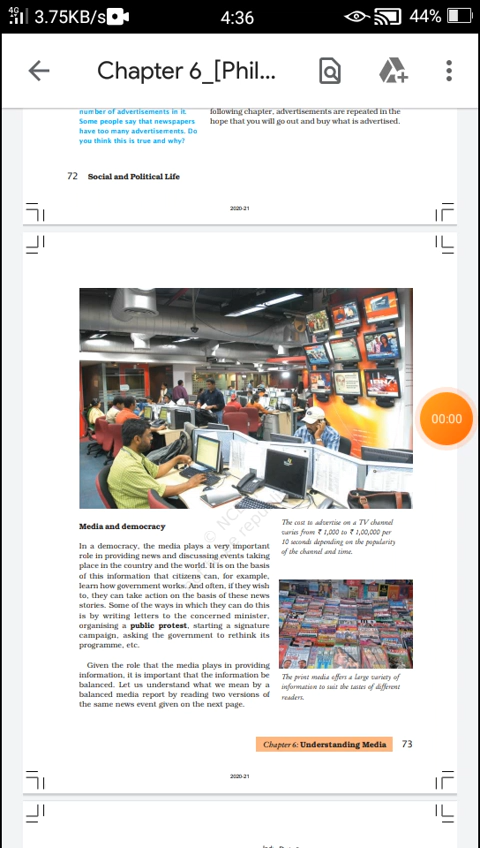 4G 3.75KB/s 4:36 44%
Chapter 6_[Phil...
number of advertisements in it.
Some people say that newspapers
have too many advertisements. Do
you think this is true and why?
following chapter, advertisements are repeated in the
hope that you will go out and buy what is advertised.
72 Social and Political Life
2020-21
00:00
Media and democracy
In a democracy, the media plays a very important
role in providing news and discussing events taking
place in the country and the world. It is on the basis
of this information that citizens can, for example,
learn how government works. And often, if they wish
to, they can take action on the basis of these news
stories. Some of the ways in which they can do this
is by writing letters to the concerned minister,
organising a public protest, starting a signature
campaign, asking the government to rethink its
programme, etc.
Given the role that the media plays in providing
information, it is important that the information be
balanced. Let us understand what we mean by a
balanced media report by reading two versions of
the same news event given on the next page.
The cost to advertise on a TV channel
varies from ₹ 1,000 to ₹ 1,00,000 per
10 seconds depending on the popularity
of the channel and time.
The print media offers a large variety of
information to suit the tastes of different
readers.
Chapter 6: Understanding Media 73
2020-21